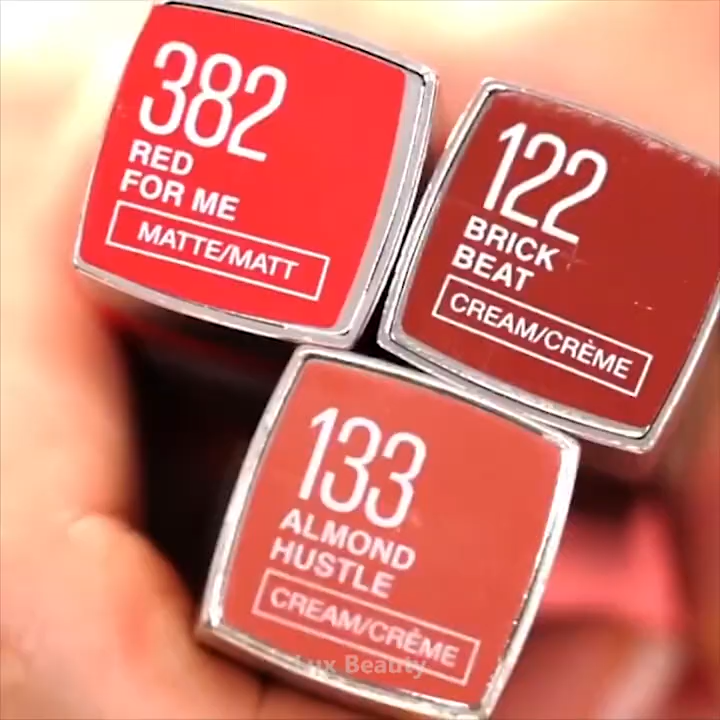 382
RED
FOR ME
MATTE/MATT
122
BRICK
BEAT
CREAM/CRÈME
133
ALMOND
HUSTLE
CREAM/CRÈME
Lux Beauty